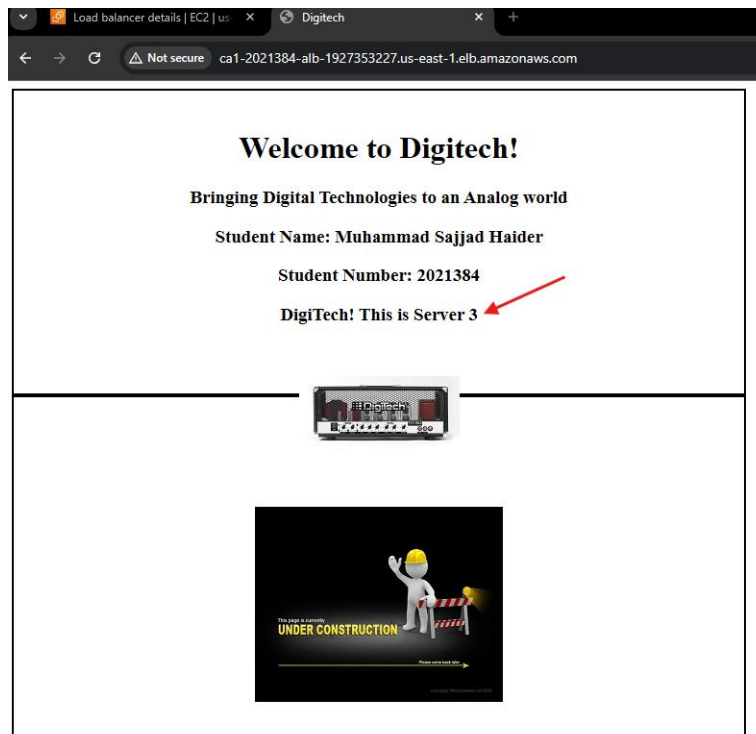 Load balancer details | EC2 | us-
Digitech
Not secure
ca1-2021384-alb-1927353227.us-east-1.elb.amazonaws.com
Welcome to Digitech!
Bringing Digital Technologies to an Analog world
Student Name: Muhammad Sajjad Haider
Student Number: 2021384
DigiTech! This is Server 3
DigiTech
This page is currently
UNDER CONSTRUCTION
Please come back later